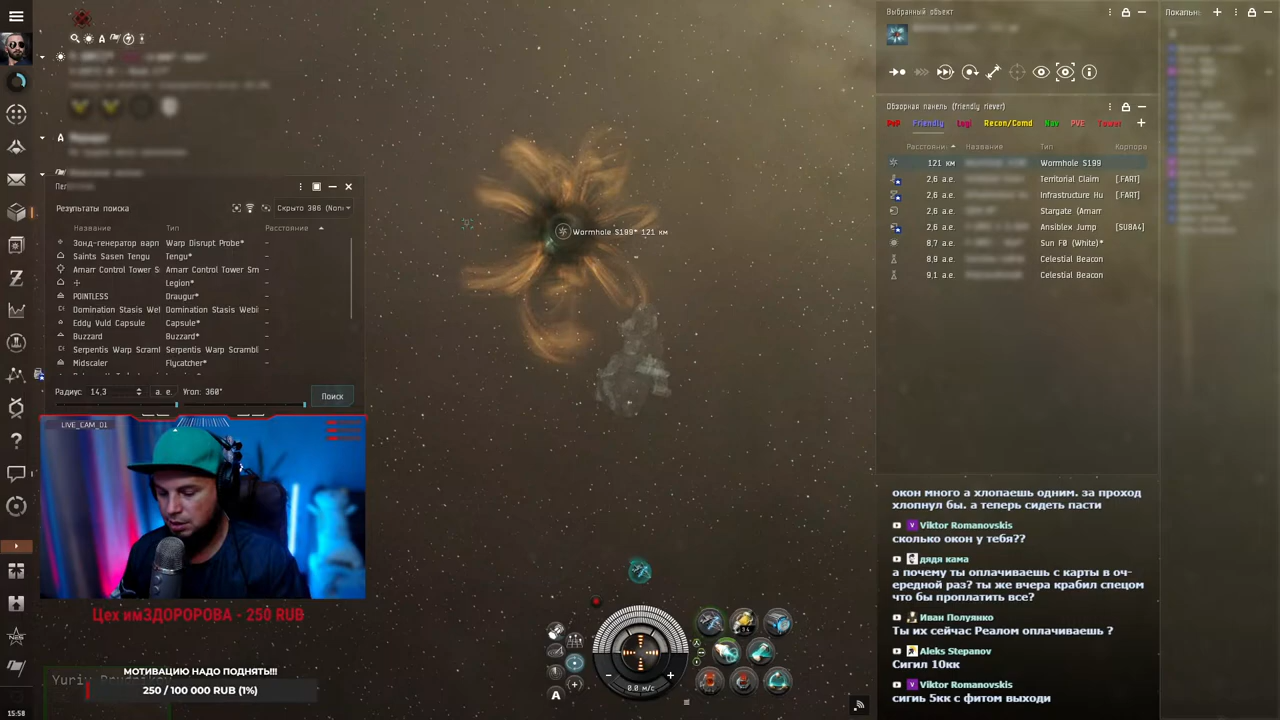 Выбранный объект
Обзорная панель (friendly riever)
PvP Friendly Logi Recon/Comd Nav PVE Tower
Расстояни Название Тип Корпора
121 км Wormhole S199
2,6 а.е. Territorial Claim [.FART]
2,6 а.е. Infrastructure Hu [.FART]
2,6 а.е. Stargate (Amarr
2,6 а.е. Ansiblex Jump [SUBA4]
8,7 а.е. Sun F0 (White)*
8,9 а.е. Celestial Beacon
9,1 а.е. Celestial Beacon
Wormhole S199* 121 км
Результаты поиска
Скрыто 386 (Non
Название Тип Расстояние
Зонд-генератор варп Warp Disrupt Probe* –
Saints Sasen Tengu Tengu* –
Amarr Control Tower S Amarr Control Tower Sm –
Legion* –
POINTLESS Draugur* –
Domination Stasis Web Domination Stasis Webi –
Eddy Vuld Capsule Capsule* –
Buzzard Buzzard* –
Serpentis Warp Scraml Serpentis Warp Scrambl –
Midscaler Flycatcher* –
Радиус: 14,3 а. е. Угол: 360°
Поиск
LIVE_CAM_01
Цех имЗДОРОРОВА - 250 RUB
МОТИВАЦИЮ НАДО ПОДНЯТЬ!!!
250 / 100 000 RUB (1%)
15:58
0.0 м/с
окон много а хлопаешь одним. за проход
хлопнул бы. а теперь сидеть пасти
Viktor Romanovskis
сколько окон у тебя??
дядя кама
а почему ты оплачиваешь с карты в оч-
ередной раз? ты же вчера крабил спецом
что бы проплатить все?
Иван Полуянко
Ты их сейчас Реалом оплачиваешь ?
Aleks Stepanov
Сигил 10кк
Viktor Romanovskis
сигиь 5кк с фитом выходи